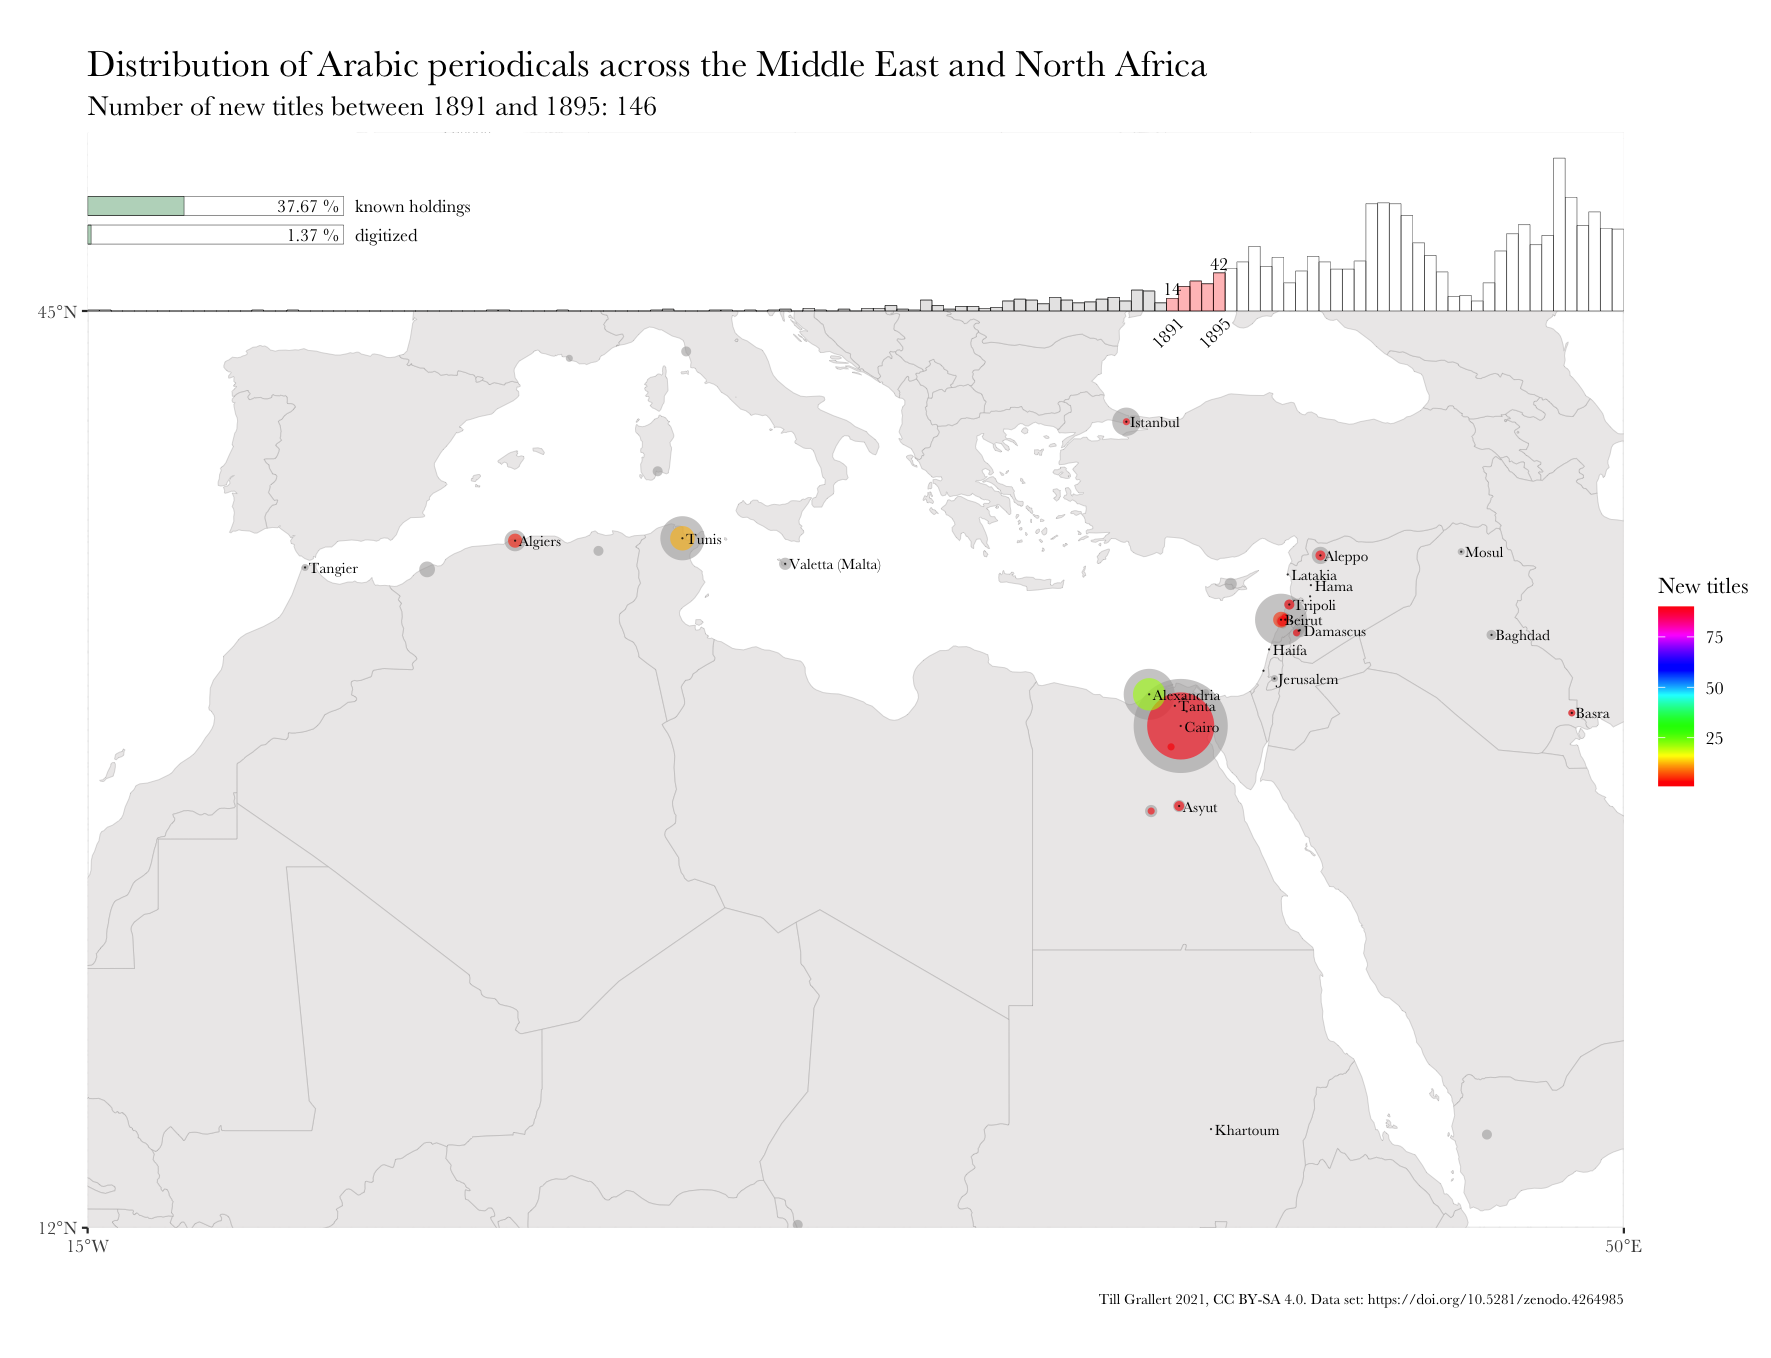 Distribution of Arabic periodicals across the Middle East and North Africa
Number of new titles between 1891 and 1895: 146
37.67 % known holdings
1.37 % digitized
42
14
45°N
1891
1895
Istanbul
Algiers
Tunis
Tangier
Valetta (Malta)
Aleppo
Mosul
Latakia
Hama
Tripoli
Beirut
Damascus
Baghdad
Haifa
Jerusalem
Alexandria
Tanta
Cairo
Basra
Asyut
Khartoum
New titles
75
50
25
12°N
15°W
50°E
Till Grallert 2021, CC BY-SA 4.0. Data set: https://doi.org/10.5281/zenodo.4264985